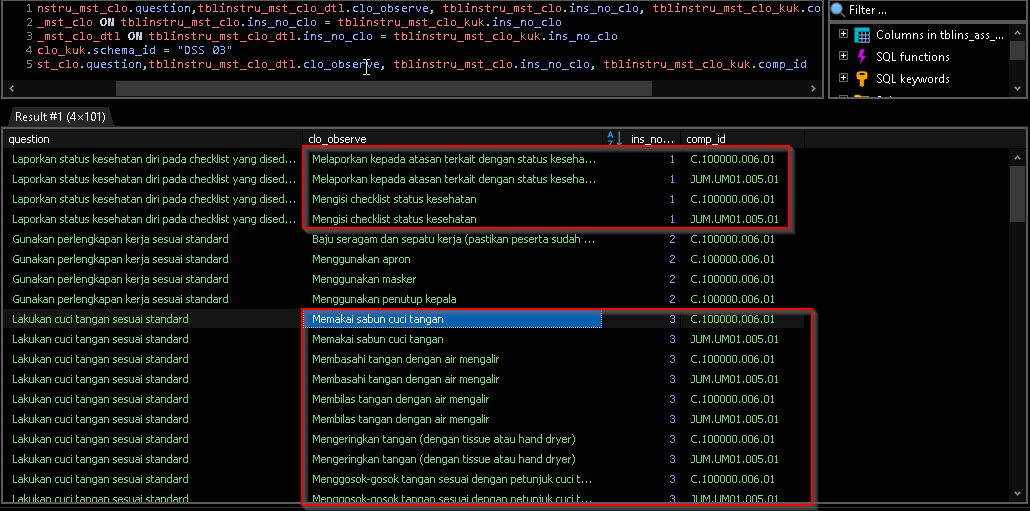 1 nstru_mst_clo.question,tblinstru_mst_clo_dtl.clo_observe, tblinstru_mst_clo.ins_no_clo, tblinstru_mst_clo_kuk.co
2 _mst_clo ON tblinstru_mst_clo.ins_no_clo = tblinstru_mst_clo_kuk.ins_no_clo
3 _mst_clo_dtl ON tblinstru_mst_clo_dtl.ins_no_clo = tblinstru_mst_clo_kuk.ins_no_clo
4 clo_kuk.schema_id = "DSS 03"
5 st_clo.question,tblinstru_mst_clo_dtl.clo_observe, tblinstru_mst_clo.ins_no_clo, tblinstru_mst_clo_kuk.comp_id
Filter ...
Columns in tblins_ass_...
SQL functions
SQL keywords
Result #1 (4×101)
question clo_observe ins_no... comp_id
Laporkan status kesehatan diri pada checklist yang dised... Melaporkan kepada atasan terkait dengan status keseha... 1 C.100000.006.01
Laporkan status kesehatan diri pada checklist yang dised... Melaporkan kepada atasan terkait dengan status keseha... 1 JUM.UM01.005.01
Laporkan status kesehatan diri pada checklist yang dised... Mengisi checklist status kesehatan 1 C.100000.006.01
Laporkan status kesehatan diri pada checklist yang dised... Mengisi checklist status kesehatan 1 JUM.UM01.005.01
Gunakan perlengkapan kerja sesuai standard Baju seragam dan sepatu kerja (pastikan peserta sudah ... 2 C.100000.006.01
Gunakan perlengkapan kerja sesuai standard Menggunakan apron 2 C.100000.006.01
Gunakan perlengkapan kerja sesuai standard Menggunakan masker 2 C.100000.006.01
Gunakan perlengkapan kerja sesuai standard Menggunakan penutup kepala 2 C.100000.006.01
Lakukan cuci tangan sesuai standard Memakai sabun cuci tangan 3 C.100000.006.01
Lakukan cuci tangan sesuai standard Memakai sabun cuci tangan 3 JUM.UM01.005.01
Lakukan cuci tangan sesuai standard Membasahi tangan dengan air mengalir 3 C.100000.006.01
Lakukan cuci tangan sesuai standard Membasahi tangan dengan air mengalir 3 JUM.UM01.005.01
Lakukan cuci tangan sesuai standard Membilas tangan dengan air mengalir 3 C.100000.006.01
Lakukan cuci tangan sesuai standard Membilas tangan dengan air mengalir 3 JUM.UM01.005.01
Lakukan cuci tangan sesuai standard Mengeringkan tangan (dengan tissue atau hand dryer) 3 C.100000.006.01
Lakukan cuci tangan sesuai standard Mengeringkan tangan (dengan tissue atau hand dryer) 3 JUM.UM01.005.01
Lakukan cuci tangan sesuai standard Menggosok-gosok tangan sesuai dengan petunjuk cuci t... 3 C.100000.006.01
Lakukan cuci tangan sesuai standard Menggosok-gosok tangan sesuai dengan petunjuk cuci t... 3 JUM.UM01.005.01